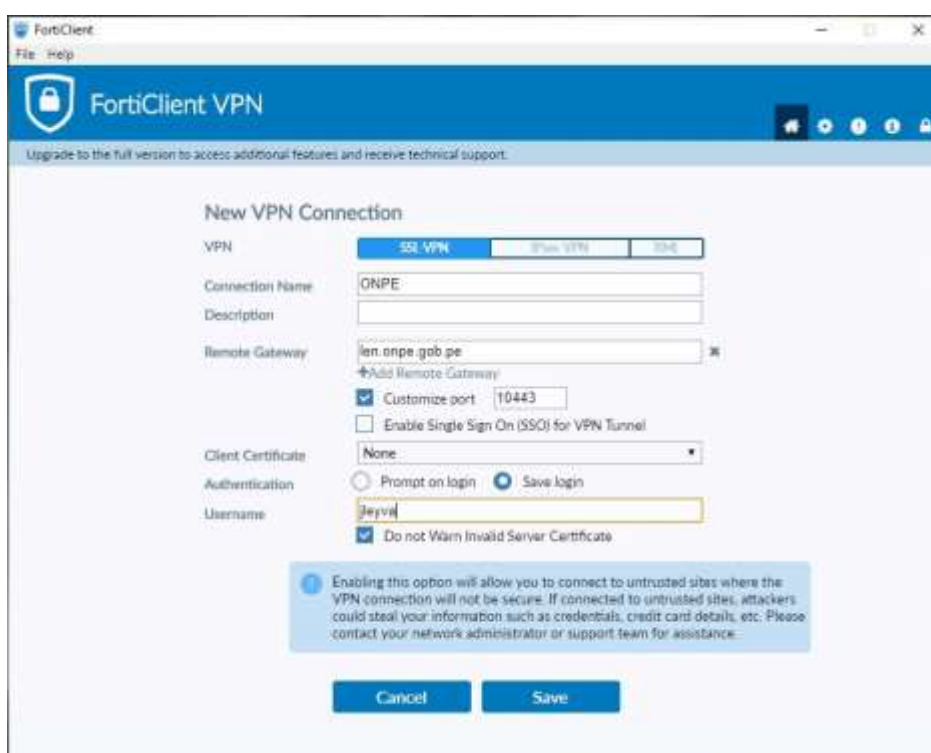 FortiClient
File Help
FortiClient VPN
Upgrade to the full version to access additional features and receive technical support.
New VPN Connection
VPN SSL VPN IPsec VPN XML
Connection Name ONPE
Description
Remote Gateway len.onpe.gob.pe
+Add Remote Gateway
Customize port 10443
Enable Single Sign On (SSO) for VPN Tunnel
Client Certificate None
Authentication Prompt on login Save login
Username jleyva
Do not Warn Invalid Server Certificate
Enabling this option will allow you to connect to untrusted sites where the
VPN connection will not be secure. If connected to untrusted sites, attackers
could steal your information such as credentials, credit card details, etc. Please
contact your network administrator or support team for assistance.
Cancel Save